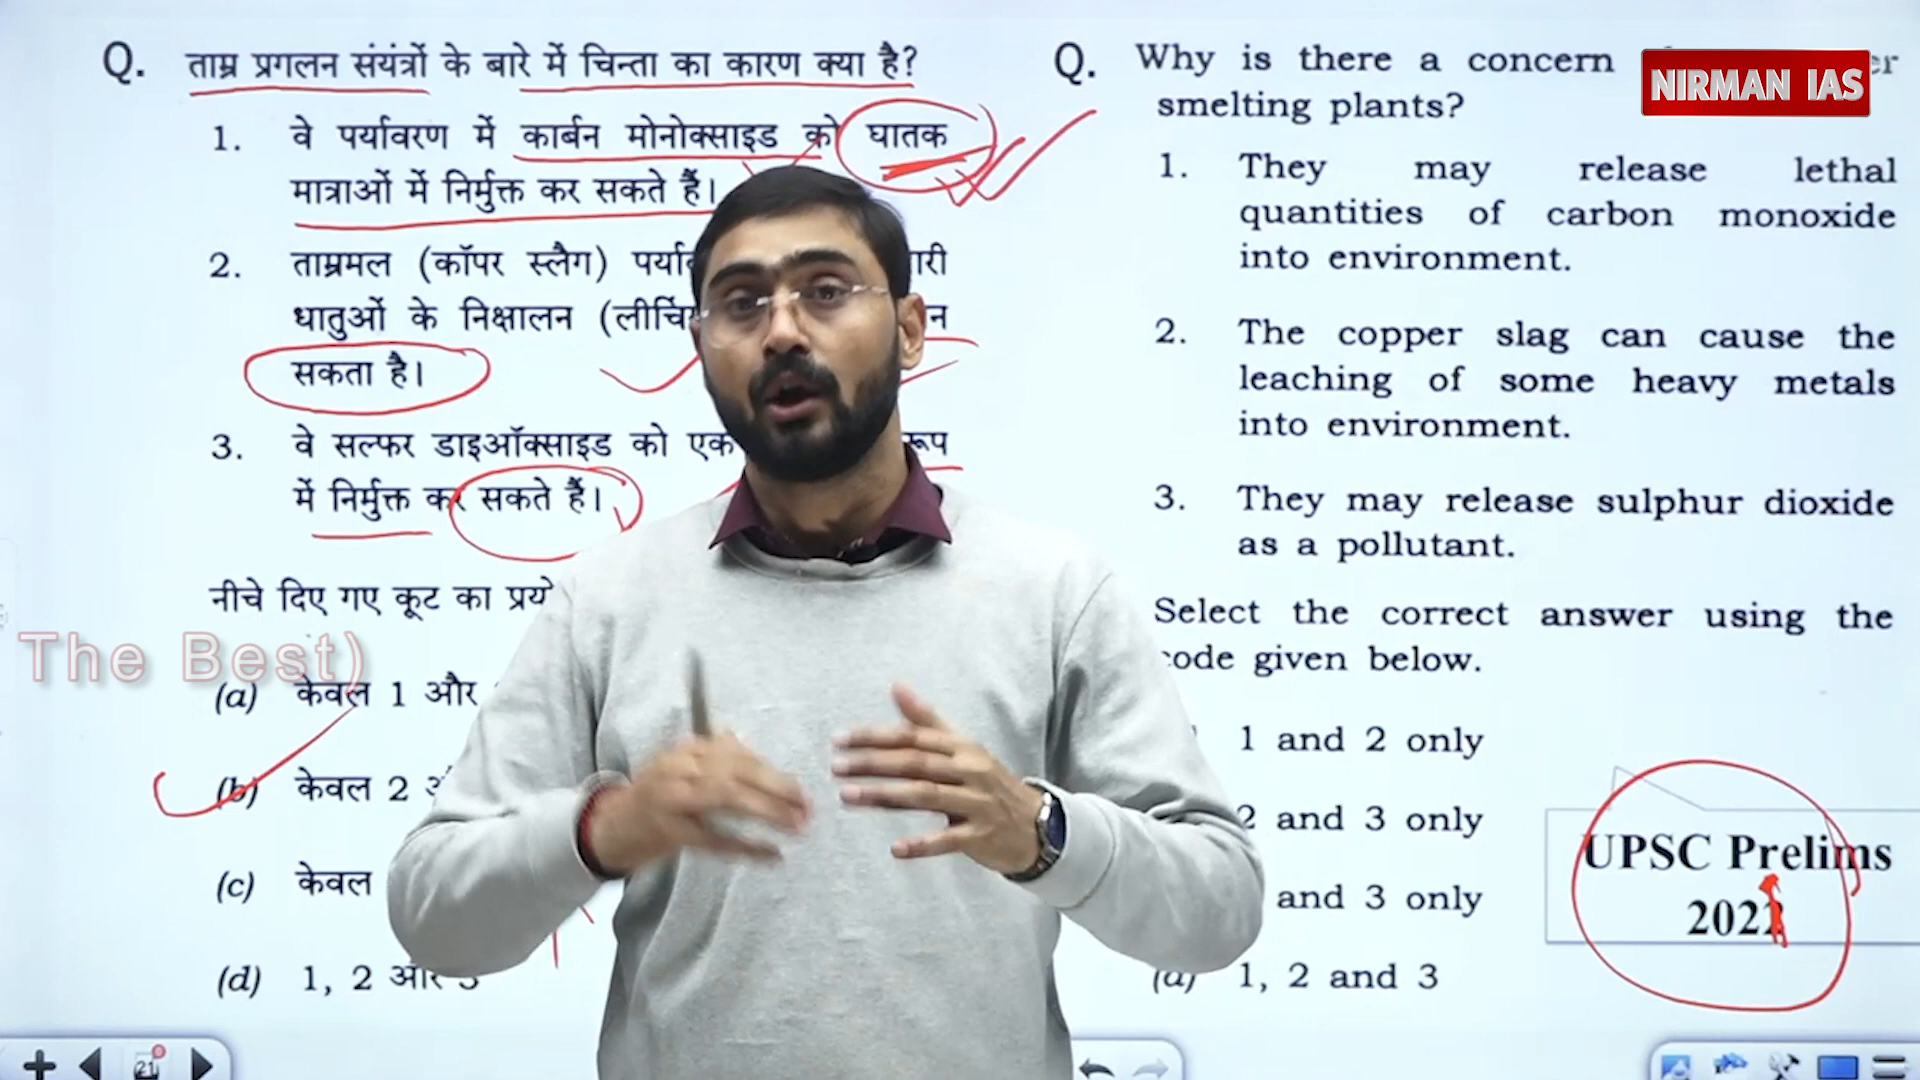 Q. ताम्र प्रगलन संयंत्रों के बारे में चिन्ता का कारण क्या है?
1. वे पर्यावरण में कार्बन मोनोक्साइड को घातक
मात्राओं में निर्मुक्त कर सकते हैं।
2. ताम्रमल (कॉपर स्लैग)
धातुओं के निक्षालन
सकता है।
3. वे सल्फर डाइऑक्साइड को एक रूप
में निर्मुक्त कर सकते हैं।
नीचे दिए गए कूट का
The Best)
(a) केवल 1 और
(b) केवल 2
(c) केवल
(d) 1, 2 और 3
Q. Why is there a concern
smelting plants?
1. They may release lethal
quantities of carbon monoxide
into environment.
2. The copper slag can cause the
leaching of some heavy metals
into environment.
3. They may release sulphur dioxide
as a pollutant.
Select the correct answer using the
code given below.
1 and 2 only
2 and 3 only
and 3 only
1, 2 and 3
NIRMAN IAS
UPSC Prelims
2021
21